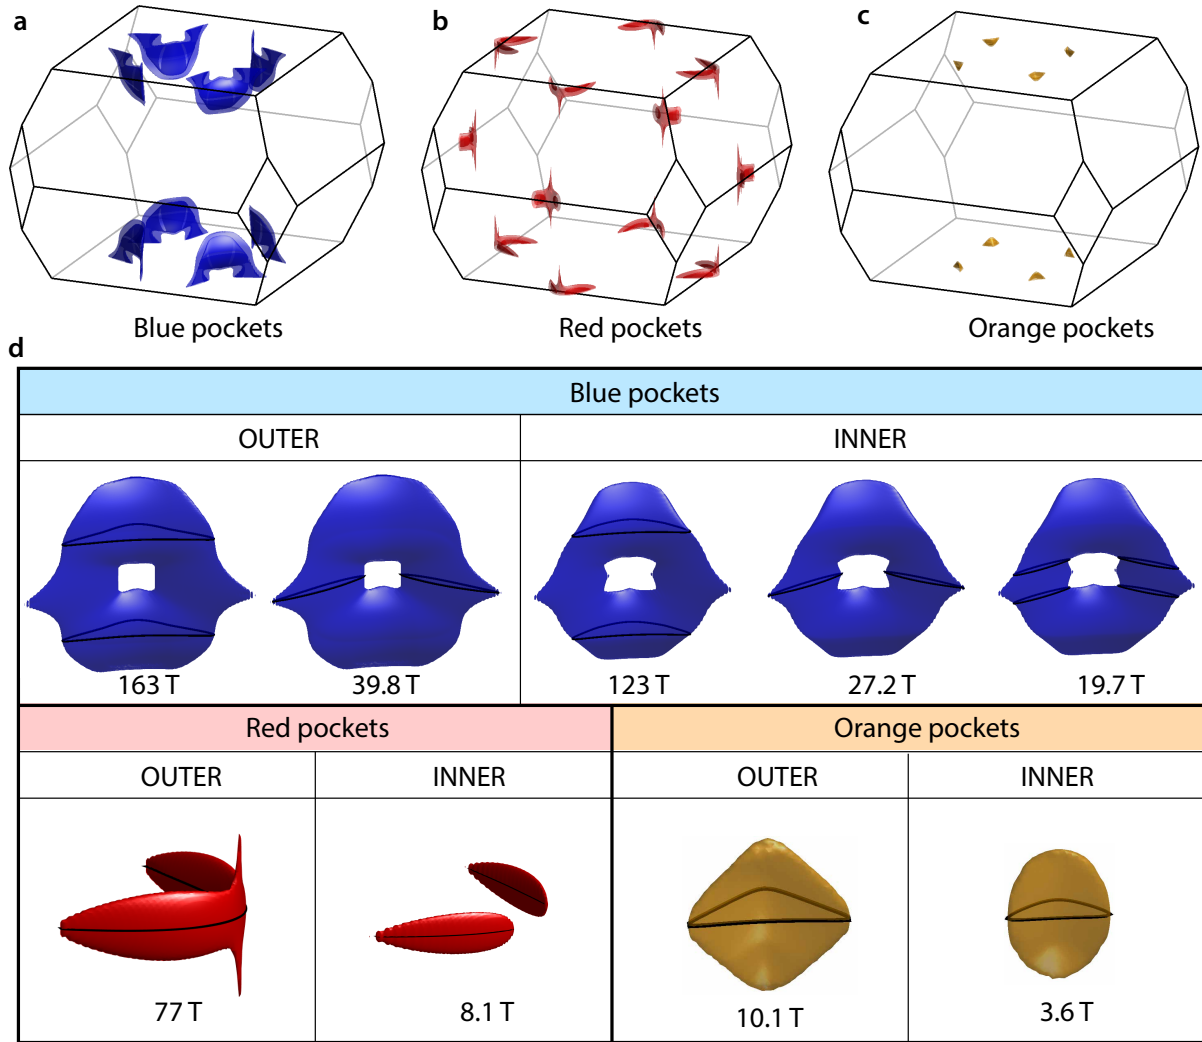 a
b
c
Blue pockets
Red pockets
Orange pockets
d
Blue pockets
OUTER
INNER
163 T
39.8 T
123 T
27.2 T
19.7 T
Red pockets
Orange pockets
OUTER
INNER
OUTER
INNER
77 T
8.1 T
10.1 T
3.6 T